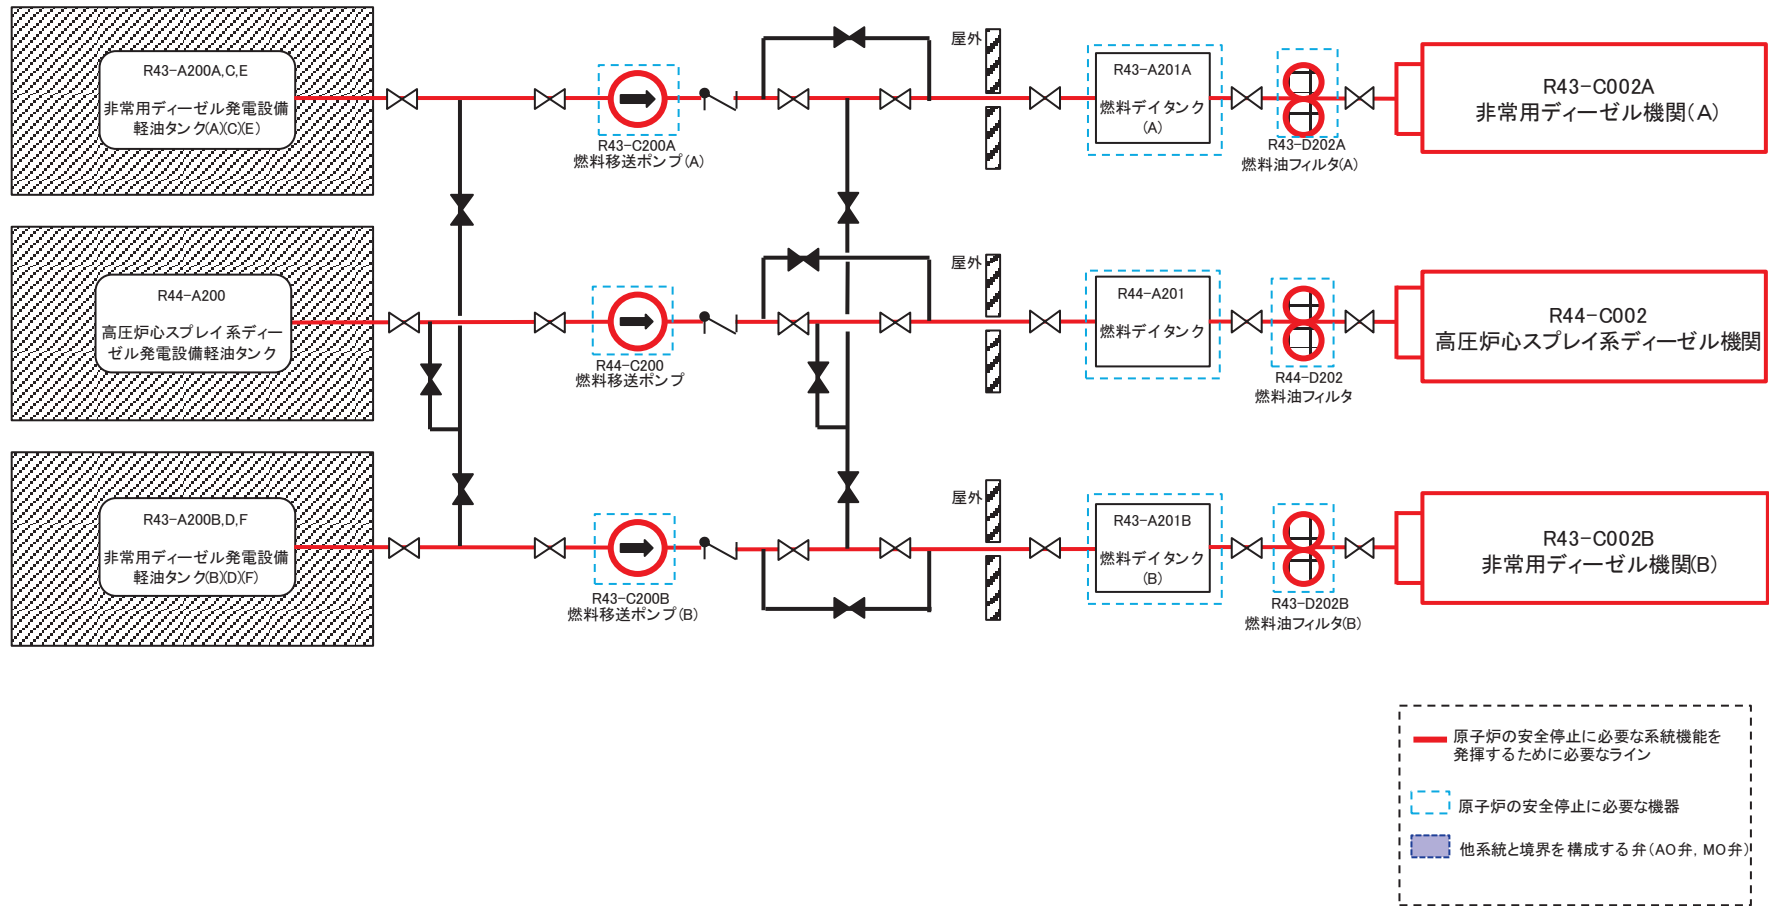 R43-A200A,C,E
非常用ディーゼル発電設備
軽油タンク(A)(C)(E)
R43-C200A
燃料移送ポンプ(A)
屋外
R43-A201A
燃料デイタンク
(A)
R43-D202A
燃料油フィルタ(A)
R43-C002A
非常用ディーゼル機関(A)
R44-A200
高圧炉心スプレイ系ディー
ゼル発電設備軽油タンク
R44-C200
燃料移送ポンプ
屋外
R44-A201
燃料デイタンク
R44-D202
燃料油フィルタ
R44-C002
高圧炉心スプレイ系ディーゼル機関
R43-A200B,D,F
非常用ディーゼル発電設備
軽油タンク(B)(D)(F)
R43-C200B
燃料移送ポンプ(B)
屋外
R43-A201B
燃料デイタンク
(B)
R43-D202B
燃料油フィルタ(B)
R43-C002B
非常用ディーゼル機関(B)
原子炉の安全停止に必要な系統機能を
発揮するために必要なライン
原子炉の安全停止に必要な機器
他系統と境界を構成する弁(AO弁, MO弁)